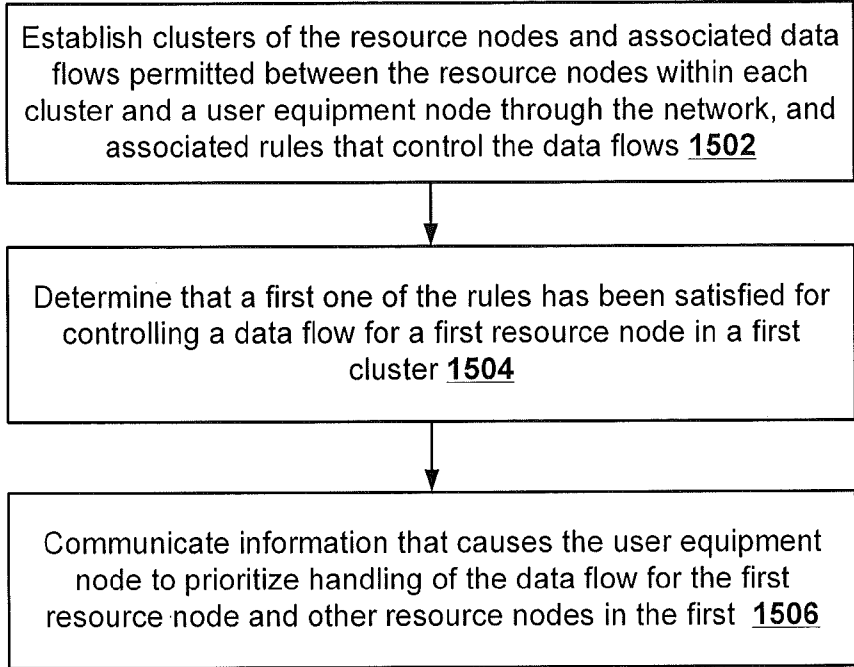 Establish clusters of the resource nodes and associated data
flows permitted between the resource nodes within each
cluster and a user equipment node through the network, and
associated rules that control the data flows 1502
Determine that a first one of the rules has been satisfied for
controlling a data flow for a first resource node in a first
cluster 1504
Communicate information that causes the user equipment
node to prioritize handling of the data flow for the first
resource node and other resource nodes in the first 1506